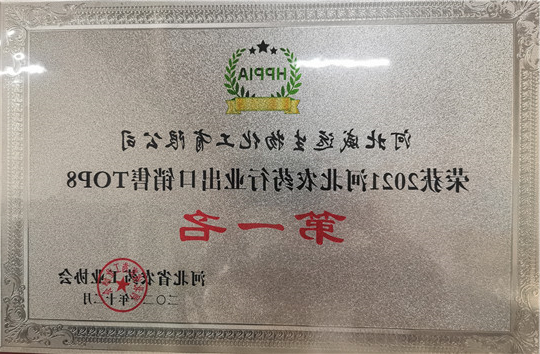 HPPIA
河北威远生物化工有限公司
荣获2021河北农药行业出口销售TOP8
第一名
河北省农药工业协会
二〇二一年十二月